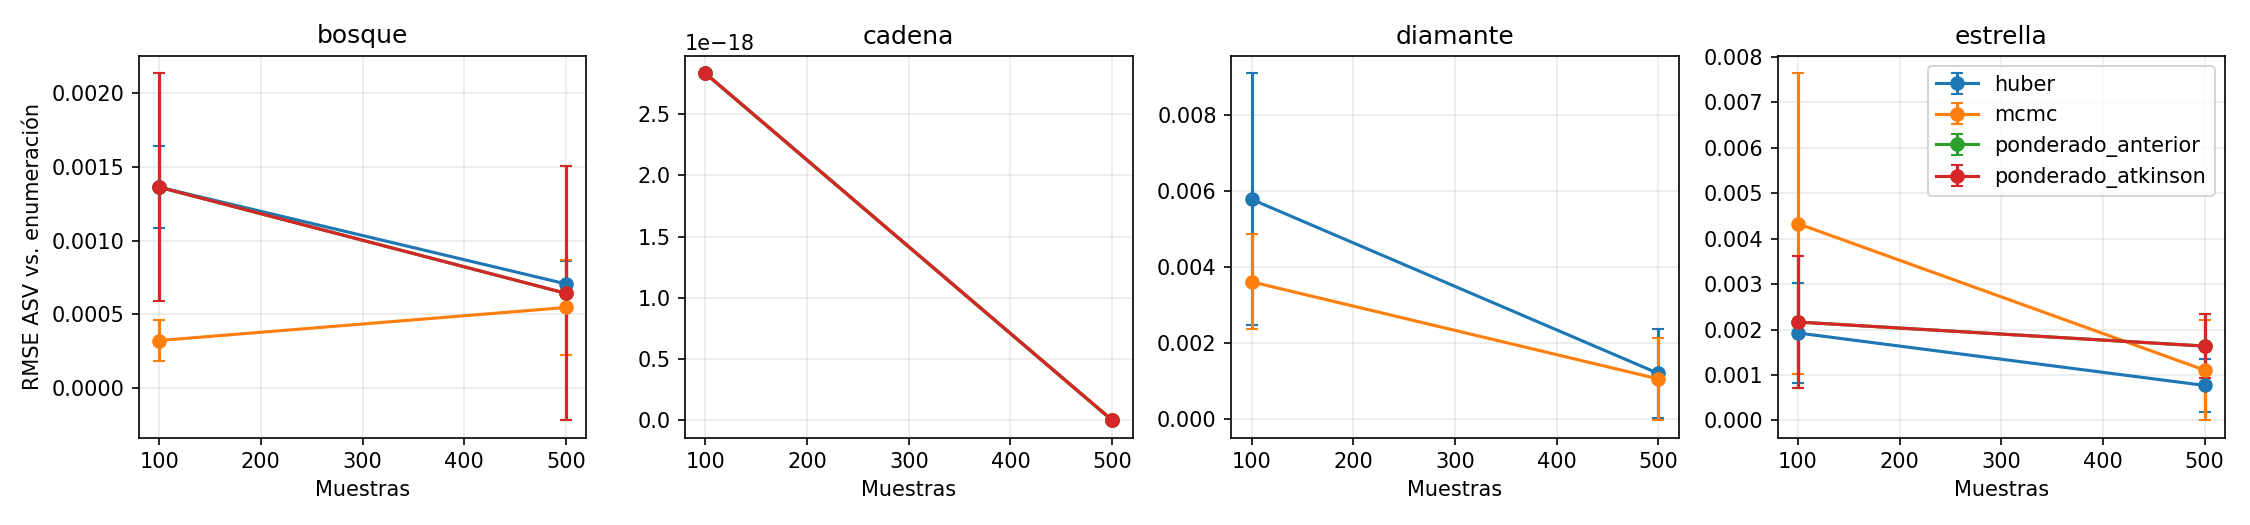 bosque
RMSE ASV vs. enumeración
0.0020
0.0015
0.0010
0.0005
0.0000
100 200 300 400 500
Muestras
cadena
1e−18
2.5
2.0
1.5
1.0
0.5
0.0
100 200 300 400 500
Muestras
diamante
0.008
0.006
0.004
0.002
0.000
100 200 300 400 500
Muestras
estrella
0.008
0.007
0.006
0.005
0.004
0.003
0.002
0.001
0.000
100 200 300 400 500
Muestras
huber
mcmc
ponderado_anterior
ponderado_atkinson